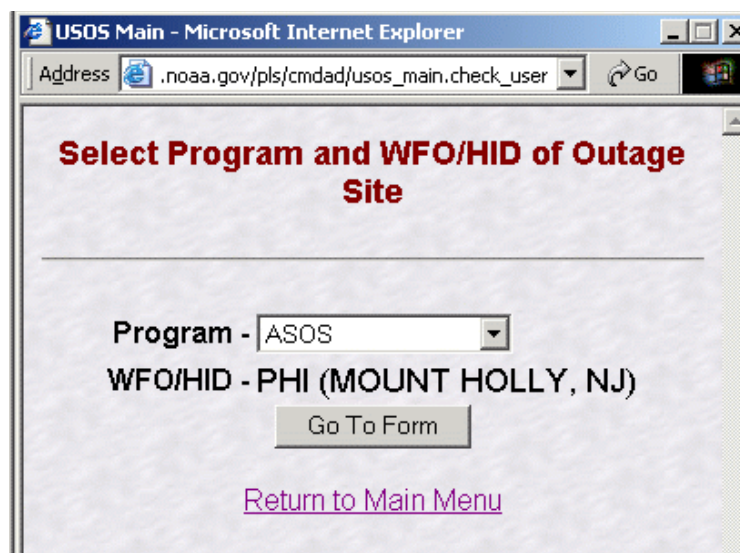 USOS Main - Microsoft Internet Explorer
Address .noaa.gov/pls/cmdad/usos_main.check_user Go
Select Program and WFO/HID of Outage
Site
Program - ASOS
WFO/HID - PHI (MOUNT HOLLY, NJ)
Go To Form
Return to Main Menu